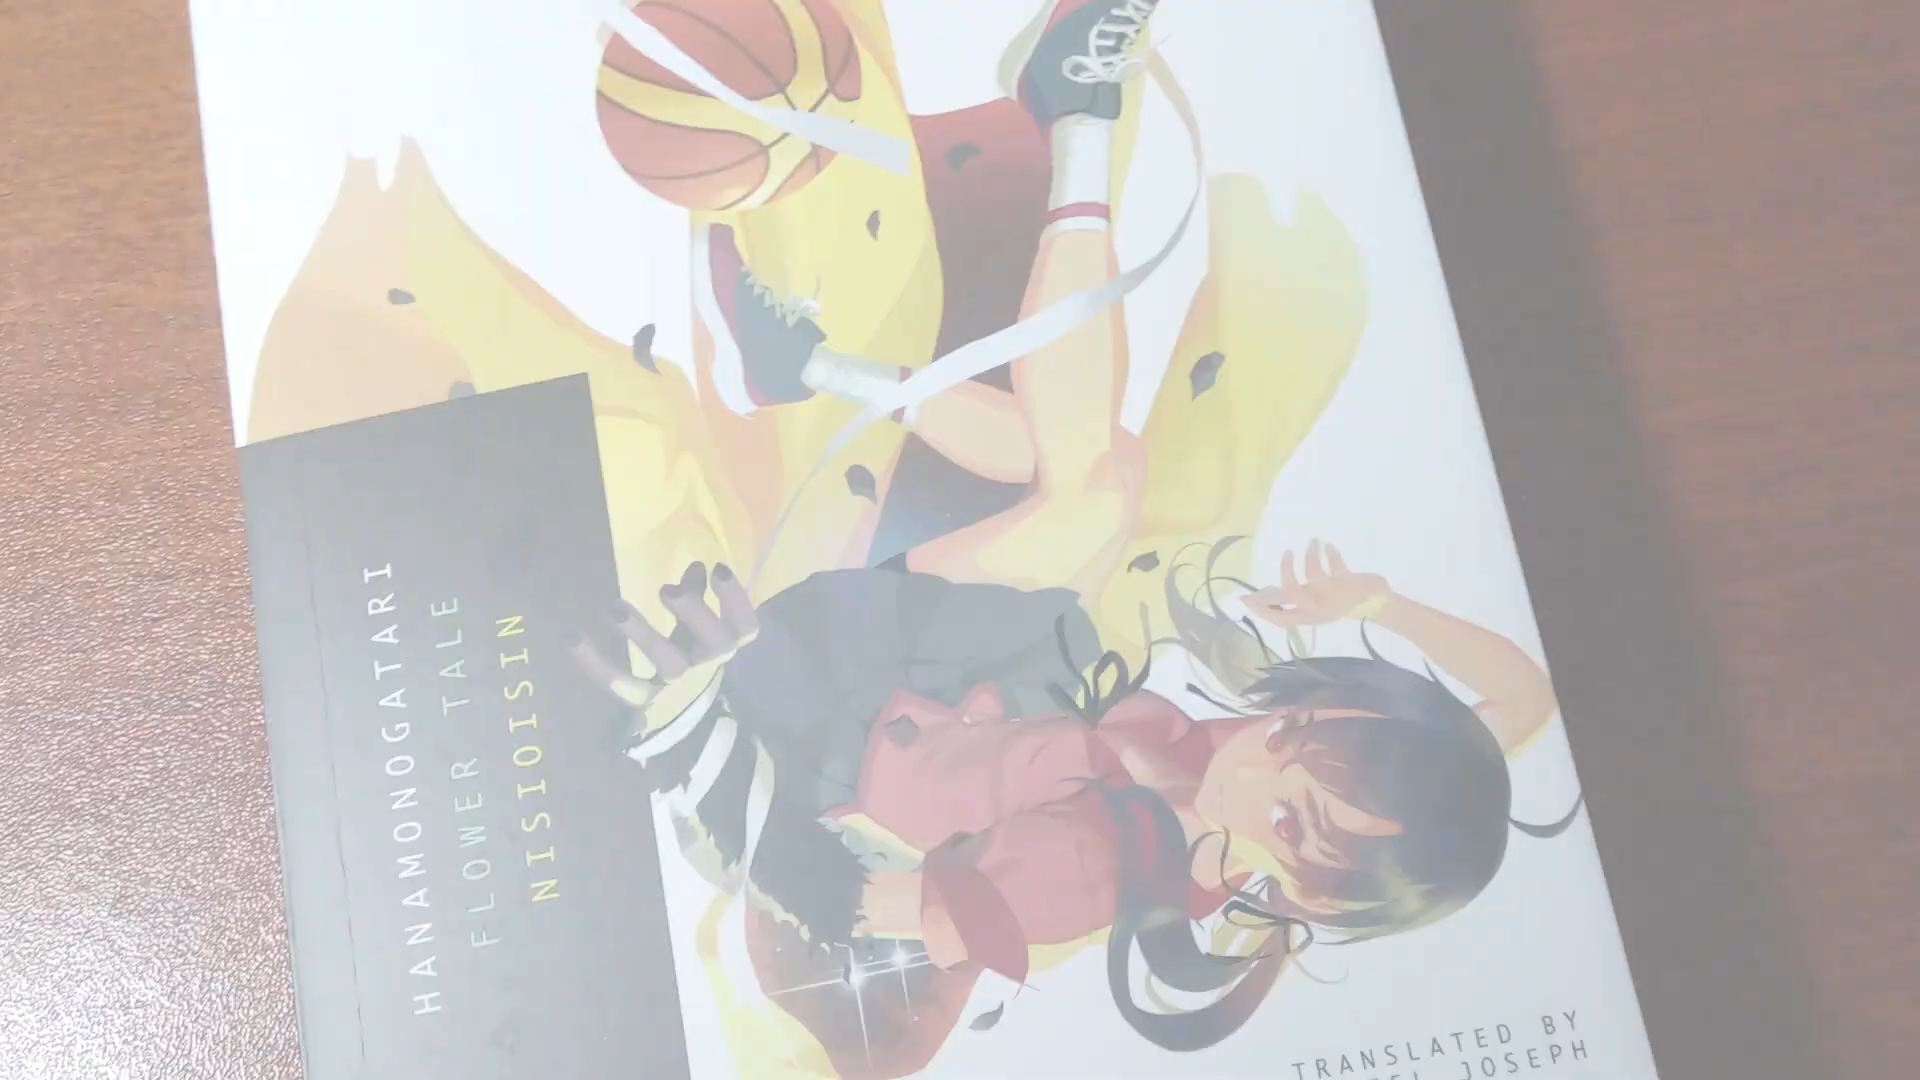 HANAMONOGATARI
FLOWER TALE
NISIOISIN
TRANSLATED BY
JOSEPH